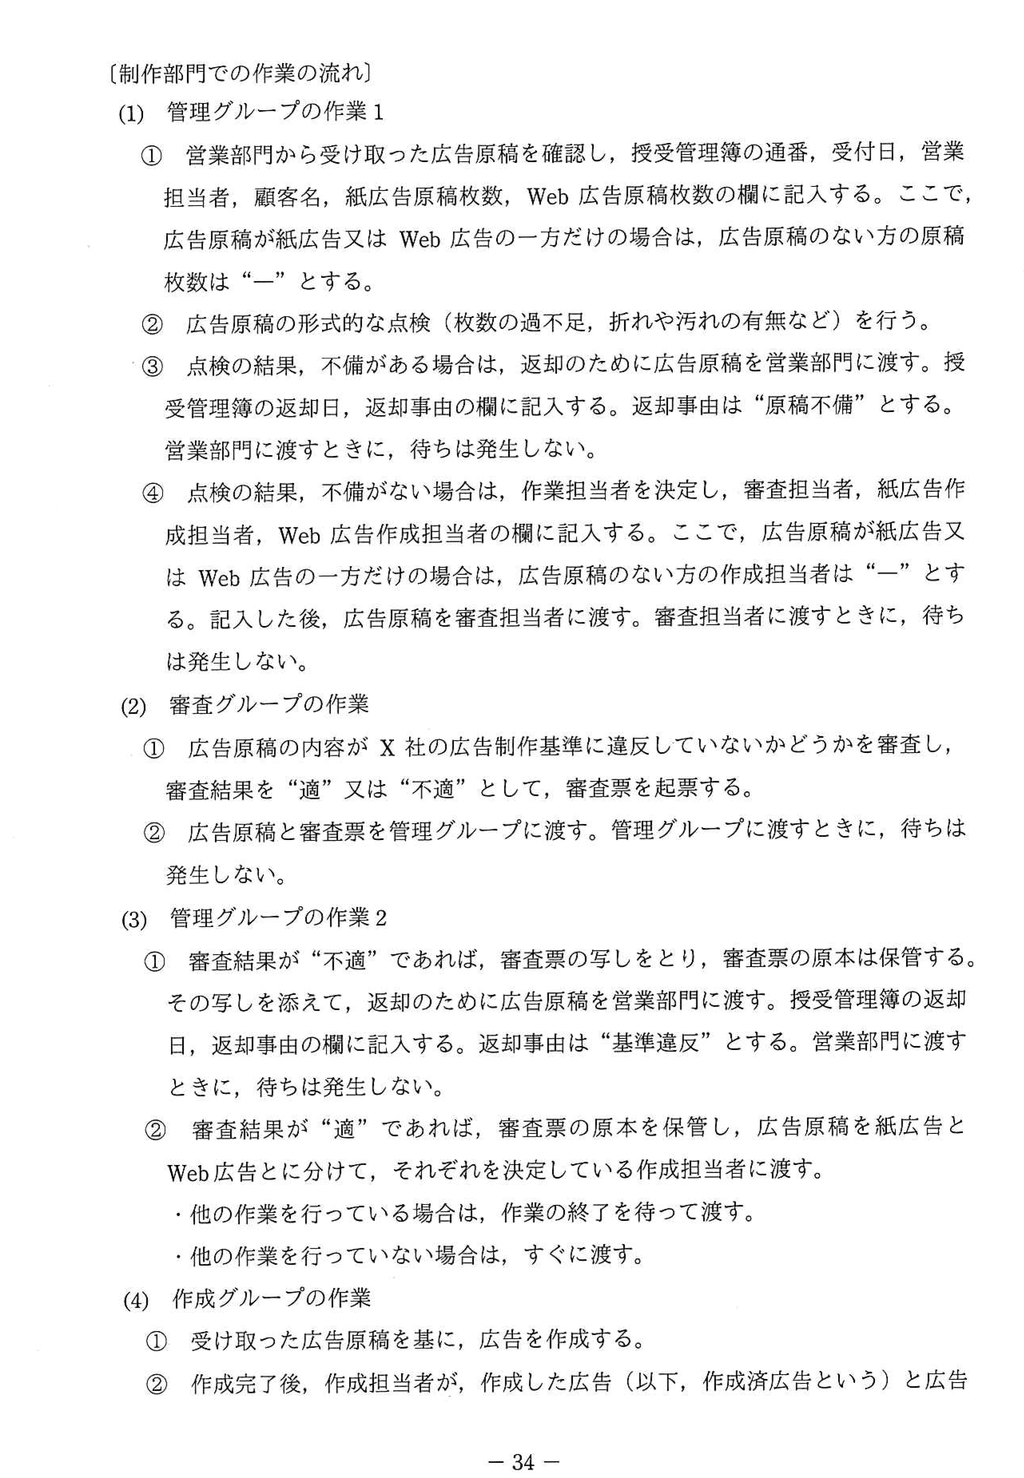 〔制作部門での作業の流れ〕
(1) 管理グループの作業1
① 営業部門から受け取った広告原稿を確認し，授受管理簿の通番，受付日，営業
担当者，顧客名，紙広告原稿枚数，Web 広告原稿枚数の欄に記入する。ここで，
広告原稿が紙広告又は Web 広告の一方だけの場合は，広告原稿のない方の原稿
枚数は“―”とする。
② 広告原稿の形式的な点検（枚数の過不足，折れや汚れの有無など）を行う。
③ 点検の結果，不備がある場合は，返却のために広告原稿を営業部門に渡す。授
受管理簿の返却日，返却事由の欄に記入する。返却事由は“原稿不備”とする。
営業部門に渡すときに，待ちは発生しない。
④ 点検の結果，不備がない場合は，作業担当者を決定し，審査担当者，紙広告作
成担当者，Web 広告作成担当者の欄に記入する。ここで，広告原稿が紙広告又
は Web 広告の一方だけの場合は，広告原稿のない方の作成担当者は“―”とす
る。記入した後，広告原稿を審査担当者に渡す。審査担当者に渡すときに，待ち
は発生しない。
(2) 審査グループの作業
① 広告原稿の内容が X 社の広告制作基準に違反していないかどうかを審査し，
審査結果を“適”又は“不適”として，審査票を起票する。
② 広告原稿と審査票を管理グループに渡す。管理グループに渡すときに，待ちは
発生しない。
(3) 管理グループの作業2
① 審査結果が“不適”であれば，審査票の写しをとり，審査票の原本は保管する。
その写しを添えて，返却のために広告原稿を営業部門に渡す。授受管理簿の返却
日，返却事由の欄に記入する。返却事由は“基準違反”とする。営業部門に渡す
ときに，待ちは発生しない。
② 審査結果が“適”であれば，審査票の原本を保管し，広告原稿を紙広告と
Web広告とに分けて，それぞれを決定している作成担当者に渡す。
・他の作業を行っている場合は，作業の終了を待って渡す。
・他の作業を行っていない場合は，すぐに渡す。
(4) 作成グループの作業
① 受け取った広告原稿を基に，広告を作成する。
② 作成完了後，作成担当者が，作成した広告（以下，作成済広告という）と広告
－ 34 －